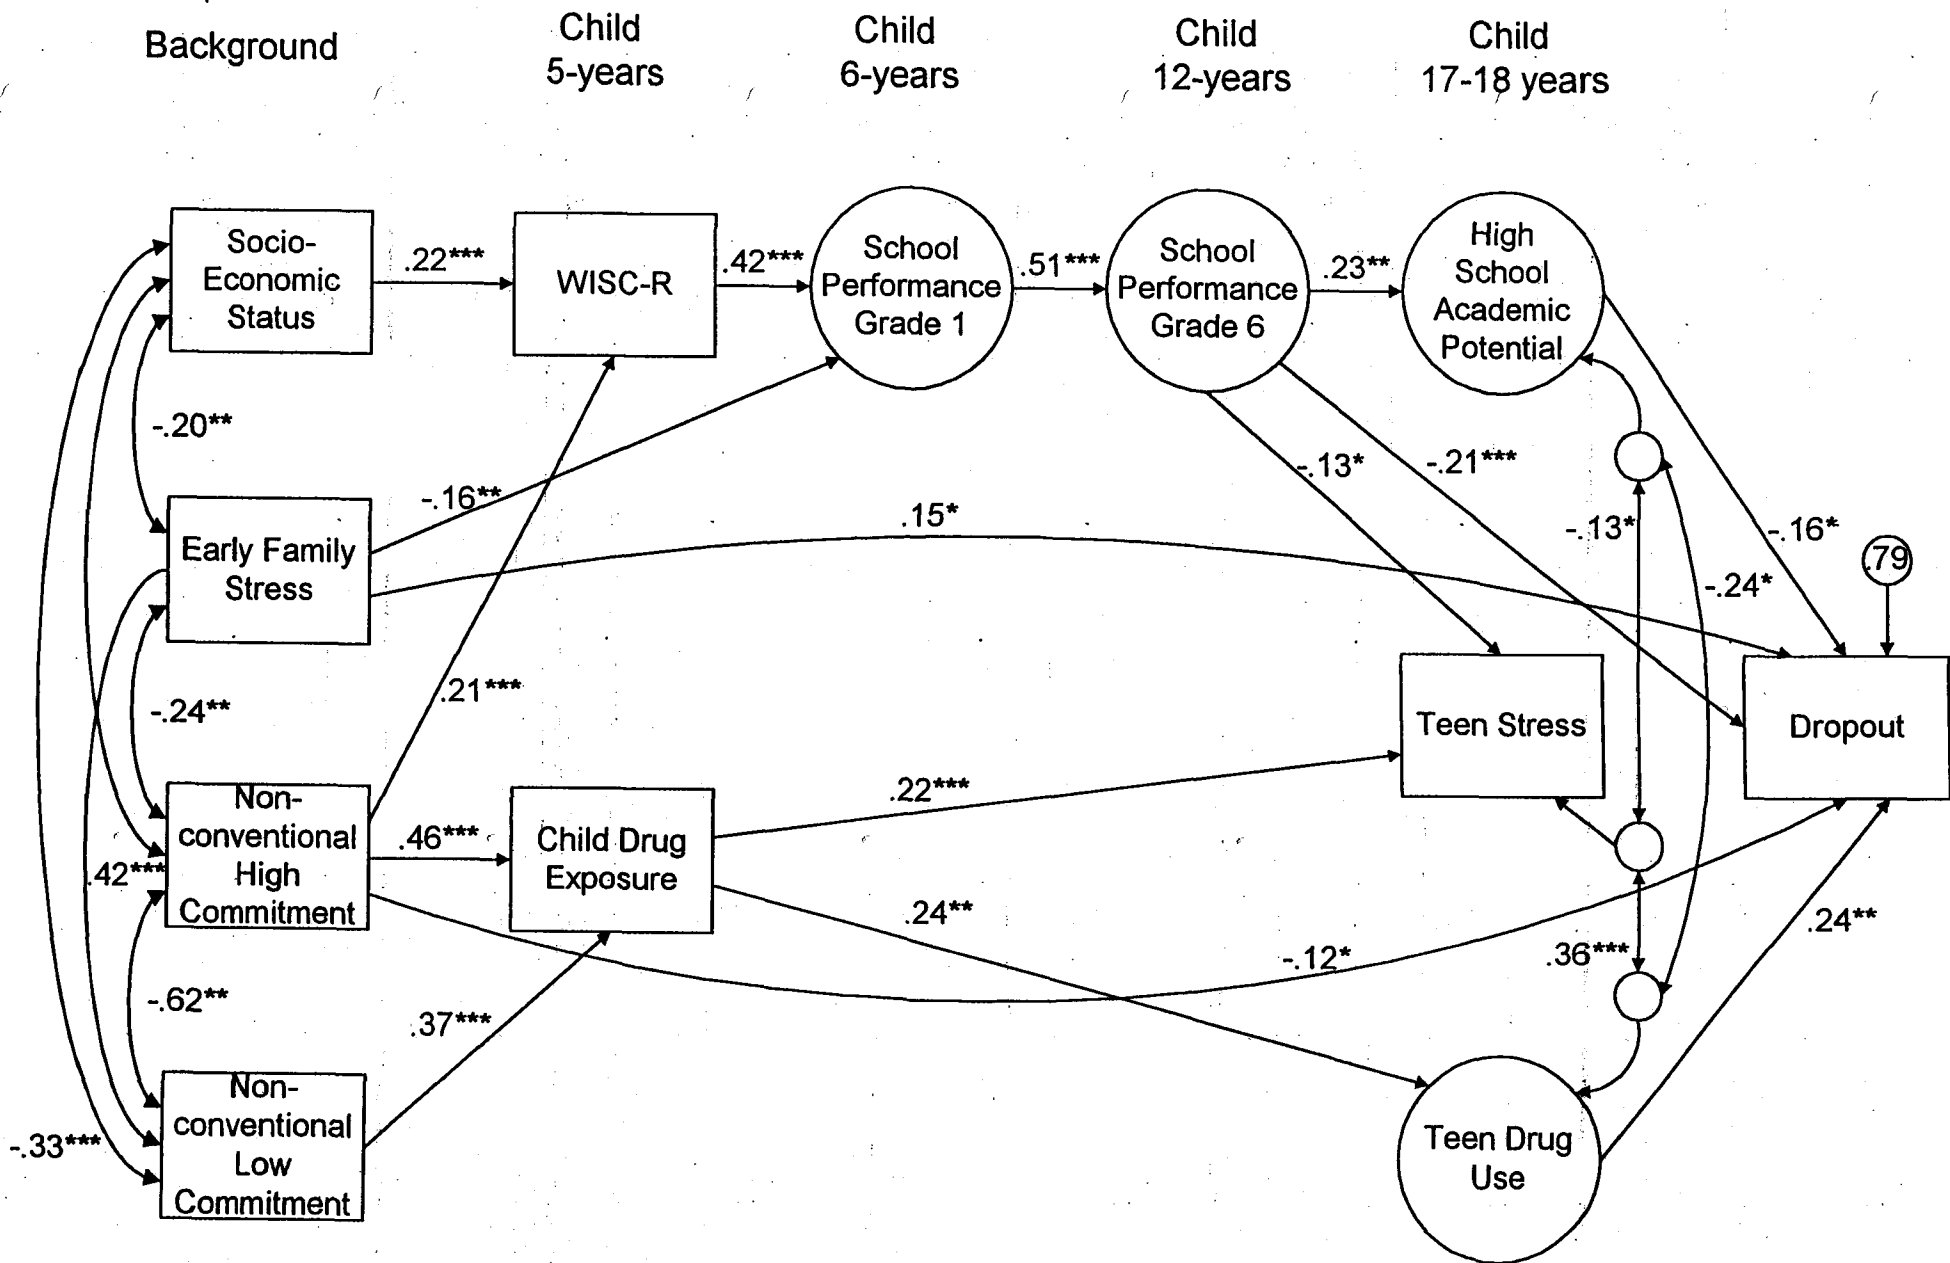 Background
Child
5-years
Child
6-years
Child
12-years
Child
17-18 years
Socio-
Economic
Status
.22***
WISC-R
.42***
School
Performance
Grade 1
.51***
School
Performance
Grade 6
.23**
High
School
Academic
Potential
-.20**
-.16**
.15*
-.13*
-.21***
-.13*
-.16*
-.24*
.79
Early Family
Stress
-.24**
.21***
Teen Stress
Dropout
Non-
conventional
High
Commitment
.42***
.46***
Child Drug
Exposure
.22***
.24**
-.12*
.36***
.24**
-.62**
.37***
Non-
conventional
Low
Commitment
-.33***
Teen Drug
Use